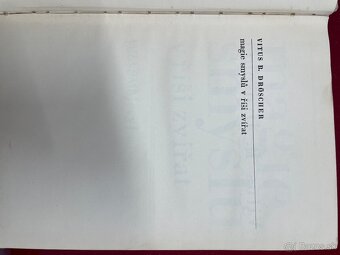 VITUS B. DRÖSCHER
magie smyslů v říši zvířat